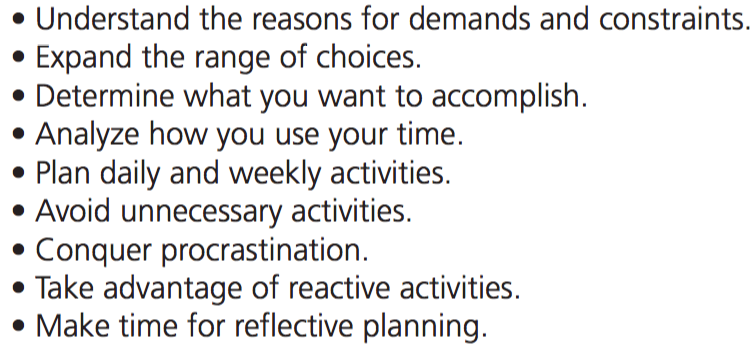 • Understand the reasons for demands and constraints.
• Expand the range of choices.
• Determine what you want to accomplish.
• Analyze how you use your time.
• Plan daily and weekly activities.
• Avoid unnecessary activities.
• Conquer procrastination.
• Take advantage of reactive activities.
• Make time for reflective planning.